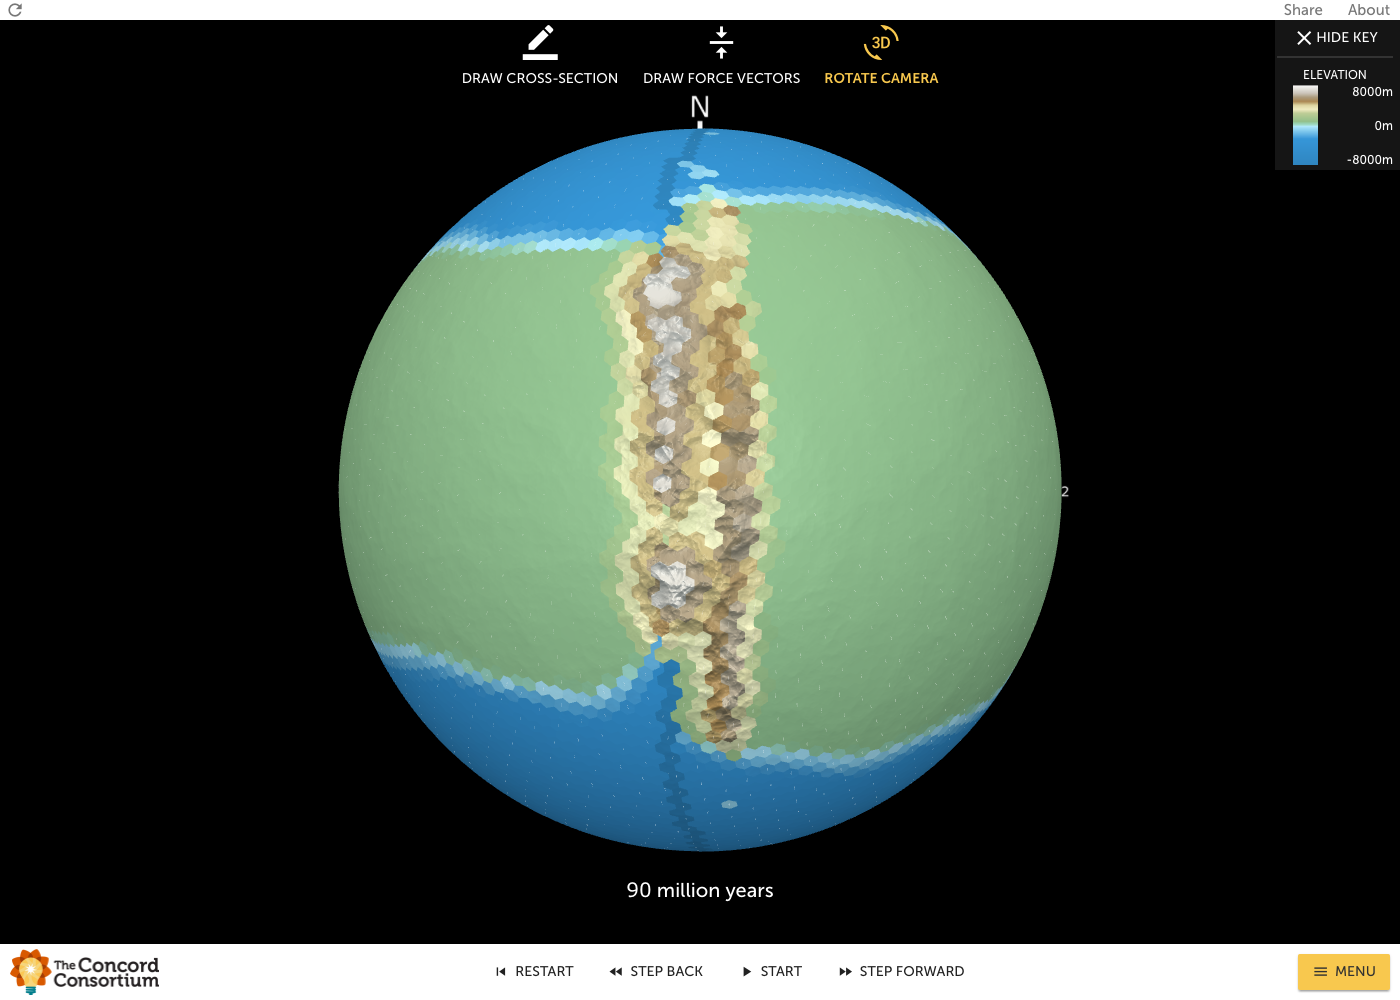 Share About
HIDE KEY
DRAW CROSS-SECTION DRAW FORCE VECTORS 3D ROTATE CAMERA
ELEVATION
8000m
0m
-8000m
N
2
90 million years
The Concord
Consortium
RESTART STEP BACK START STEP FORWARD MENU